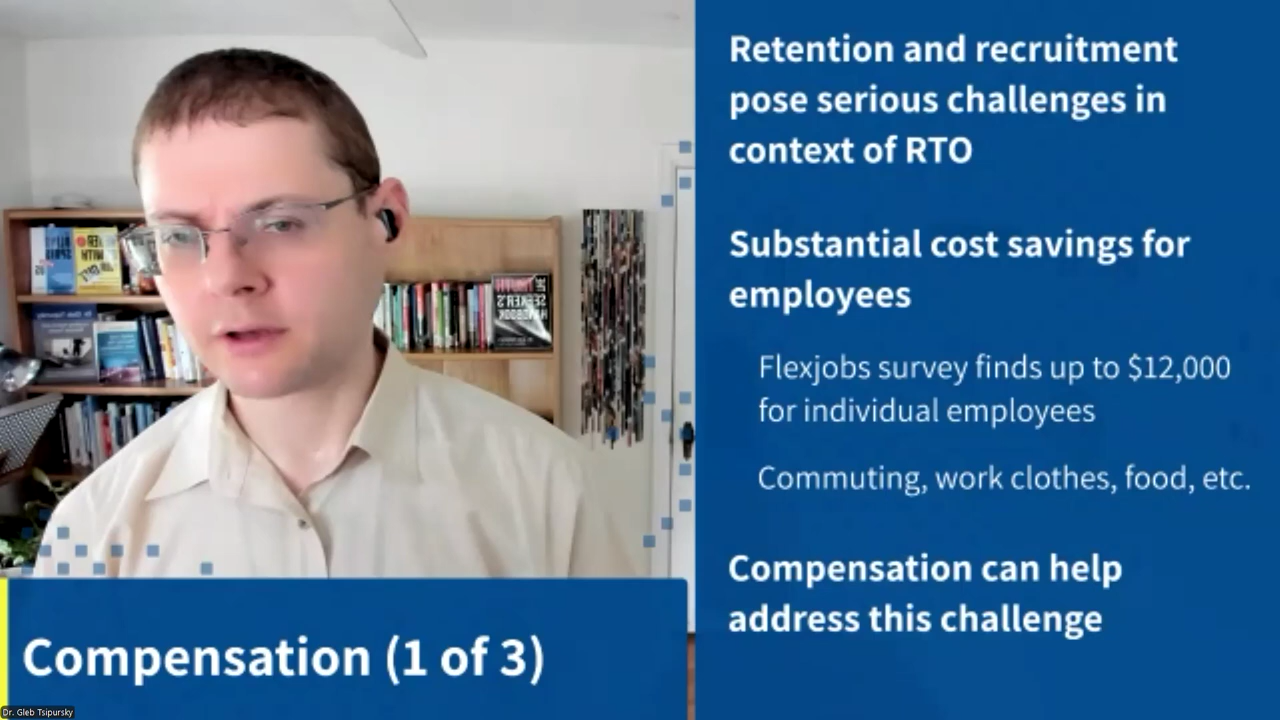 Retention and recruitment
pose serious challenges in
context of RTO
Substantial cost savings for
employees
Flexjobs survey finds up to $12,000
for individual employees
Commuting, work clothes, food, etc.
Compensation can help
address this challenge
SEEKER'S
HANDBOOK
Compensation (1 of 3)
Dr. Gleb Tsipursky